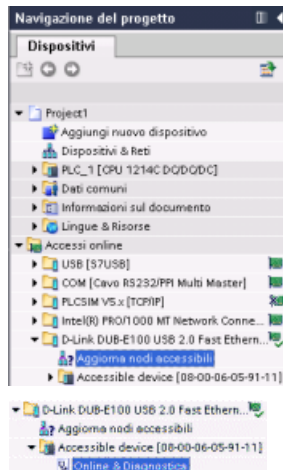 Navigazione del progetto
Dispositivi
Project1
Aggiungi nuovo dispositivo
Dispositivi & Reti
PLC_1 [CPU 1214C DC/DC/DC]
Dati comuni
Informazioni sul documento
Lingue & Risorse
Accessi online
USB [S7USB]
COM [Cavo RS232/PPI Multi Master]
PLCSIM V5.x [TCP/IP]
Intel(R) PRO/1000 MT Network Conne...
D-Link DUB-E100 USB 2.0 Fast Ethern...
Aggiorna nodi accessibili
Accessible device [08-00-06-05-91-11]
D-Link DUB-E100 USB 2.0 Fast Ethern...
Aggiorna nodi accessibili
Accessible device [08-00-06-05-91-11]
Online & Diagnostica